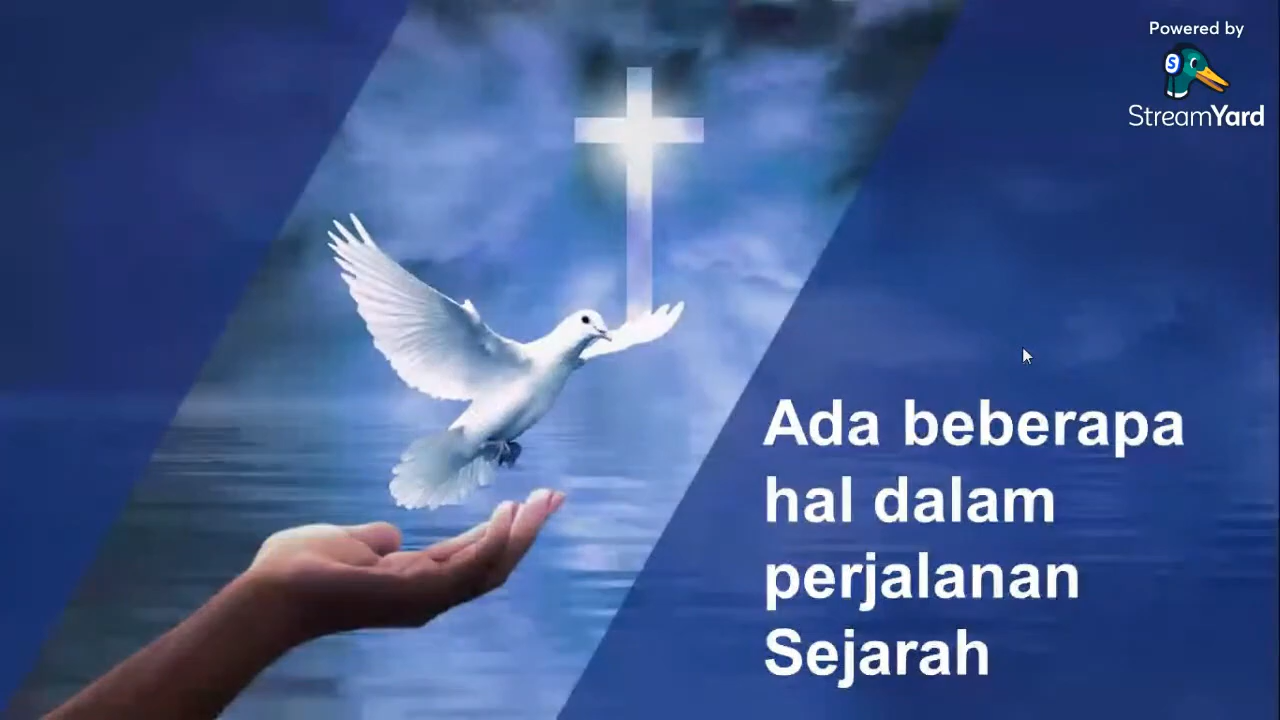 Powered by
S
StreamYard
Ada beberapa
hal dalam
perjalanan
Sejarah